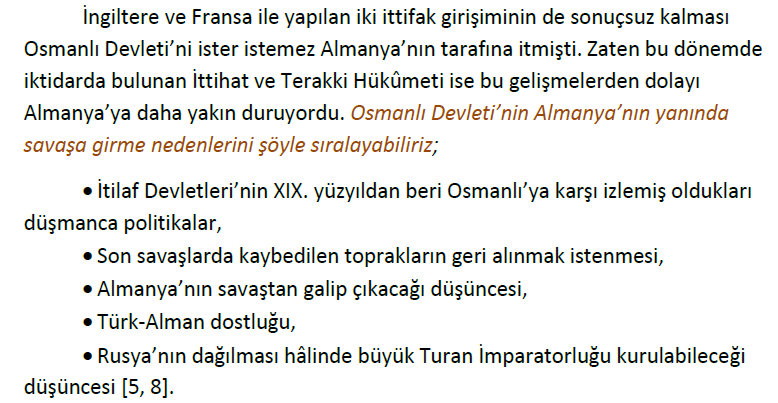 İngiltere ve Fransa ile yapılan iki ittifak girişiminin de sonuçsuz kalması
Osmanlı Devleti’ni ister istemez Almanya’nın tarafına itmişti. Zaten bu dönemde
iktidarda bulunan İttihat ve Terakki Hükûmeti ise bu gelişmelerden dolayı
Almanya’ya daha yakın duruyordu. Osmanlı Devleti’nin Almanya’nın yanında
savaşa girme nedenlerini şöyle sıralayabiliriz;
• İtilaf Devletleri’nin XIX. yüzyıldan beri Osmanlı’ya karşı izlemiş oldukları
düşmanca politikalar,
• Son savaşlarda kaybedilen toprakların geri alınmak istenmesi,
• Almanya’nın savaştan galip çıkacağı düşüncesi,
• Türk-Alman dostluğu,
• Rusya’nın dağılması hâlinde büyük Turan İmparatorluğu kurulabileceği
düşüncesi [5, 8].